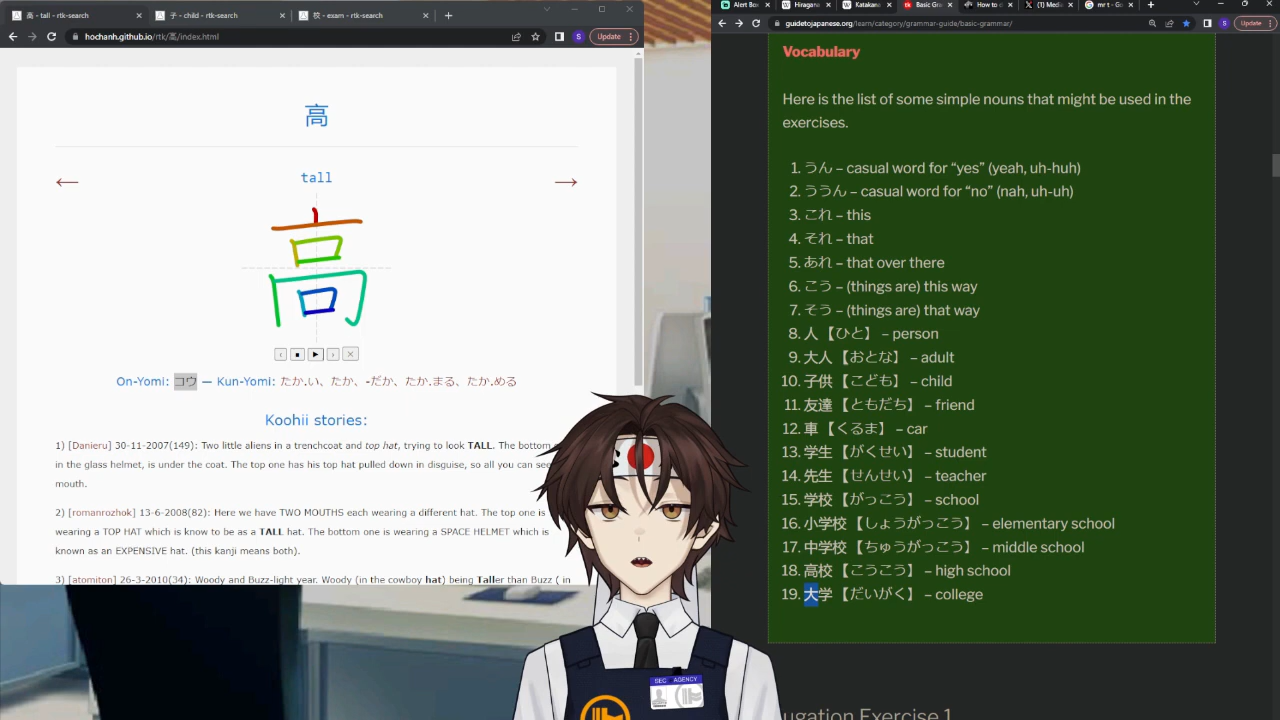 高 - tall - rtk-search
子 - child - rtk-search
校 - exam - rtk-search
hochanh.github.io/rtk/高/index.html
Update
高
tall
高
On-Yomi: コウ — Kun-Yomi: たか.い、たか、-だか、たか.まる、たか.める
Koohii stories:
1) [Danieru] 30-11-2007(149): Two little aliens in a trenchcoat and top hat, trying to look TALL. The bottom
in the glass helmet, is under the coat. The top one has his top hat pulled down in disguise, so all you can see
mouth.
2) [romanrozhok] 13-6-2008(82): Here we have TWO MOUTHS each wearing a different hat. The top one is
wearing a TOP HAT which is know to be as a TALL hat. The bottom one is wearing a SPACE HELMET which is
known as an EXPENSIVE hat. (this kanji means both).
3) [atomiton] 26-3-2010(34): Woody and Buzz-light year. Woody (in the cowboy hat) being Taller than Buzz ( in
SEC AGENCY
Alert Box
Hiragana
Katakana
Basic Gra
How to c
(1) Media
mr t - Go
guidetojapanese.org/learn/category/grammar-guide/basic-grammar/
Update
Vocabulary
Here is the list of some simple nouns that might be used in the
exercises.
1. うん – casual word for “yes” (yeah, uh-huh)
2. ううん – casual word for “no” (nah, uh-uh)
3. これ – this
4. それ – that
5. あれ – that over there
6. こう – (things are) this way
7. そう – (things are) that way
8. 人 【ひと】 – person
9. 大人 【おとな】 – adult
10. 子供 【こども】 – child
11. 友達 【ともだち】 – friend
12. 車 【くるま】 – car
13. 学生 【がくせい】 – student
14. 先生 【せんせい】 – teacher
15. 学校 【がっこう】 – school
16. 小学校 【しょうがっこう】 – elementary school
17. 中学校 【ちゅうがっこう】 – middle school
18. 高校 【こうこう】 – high school
19. 大学 【だいがく】 – college
ugation Exercise 1